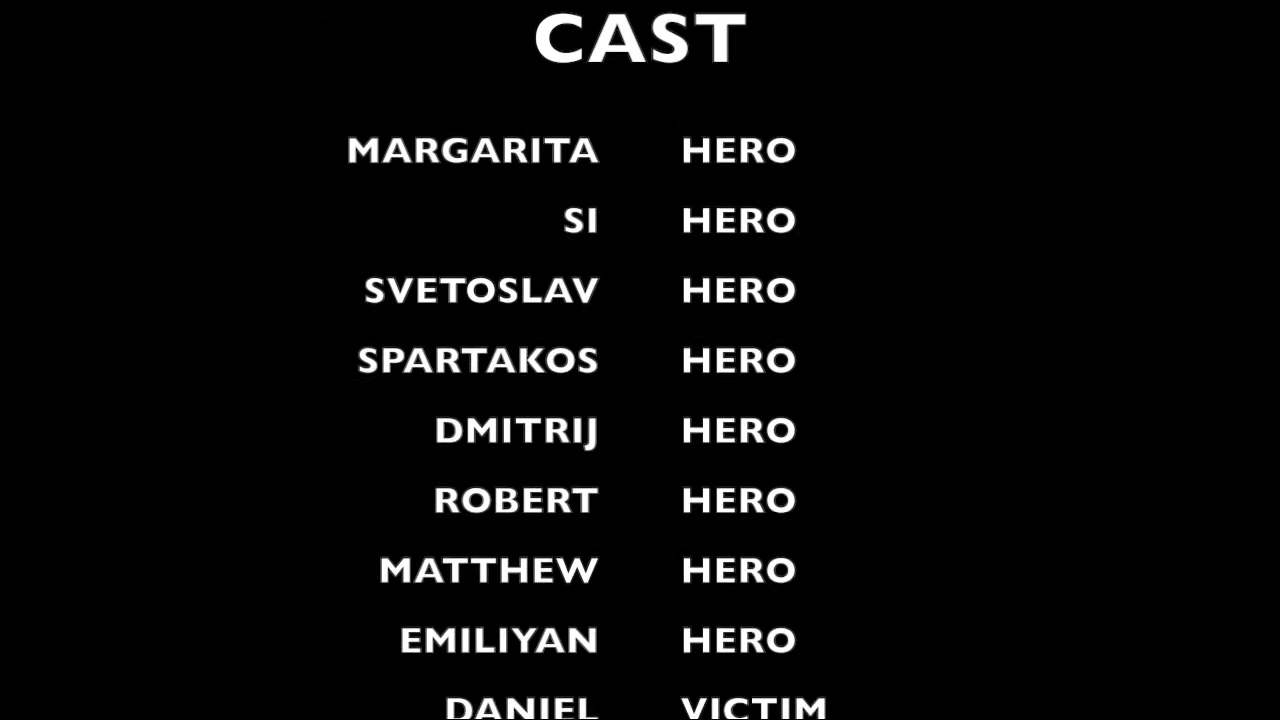 CAST
MARGARITA HERO
SI HERO
SVETOSLAV HERO
SPARTAKOS HERO
DMITRIJ HERO
ROBERT HERO
MATTHEW HERO
EMILIYAN HERO
DANIEL VICTIM